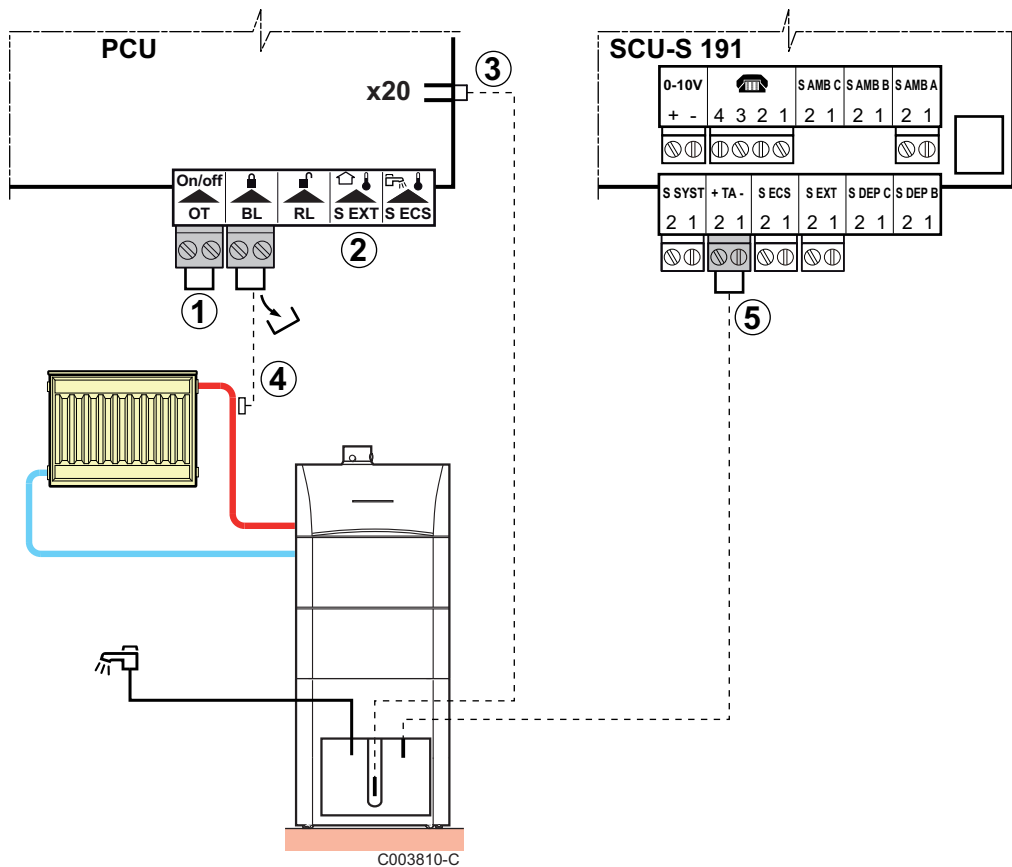 PCU
x20
3
On/off
OT BL RL S EXT S ECS
1
2
4
SCU-S 191
0-10V S AMB C S AMB B S AMB A
+ - 4 3 2 1 2 1 2 1 2 1
S SYST + TA - S ECS S EXT S DEP C S DEP B
2 1 2 1 2 1 2 1 2 1 2 1
5
C003810-C